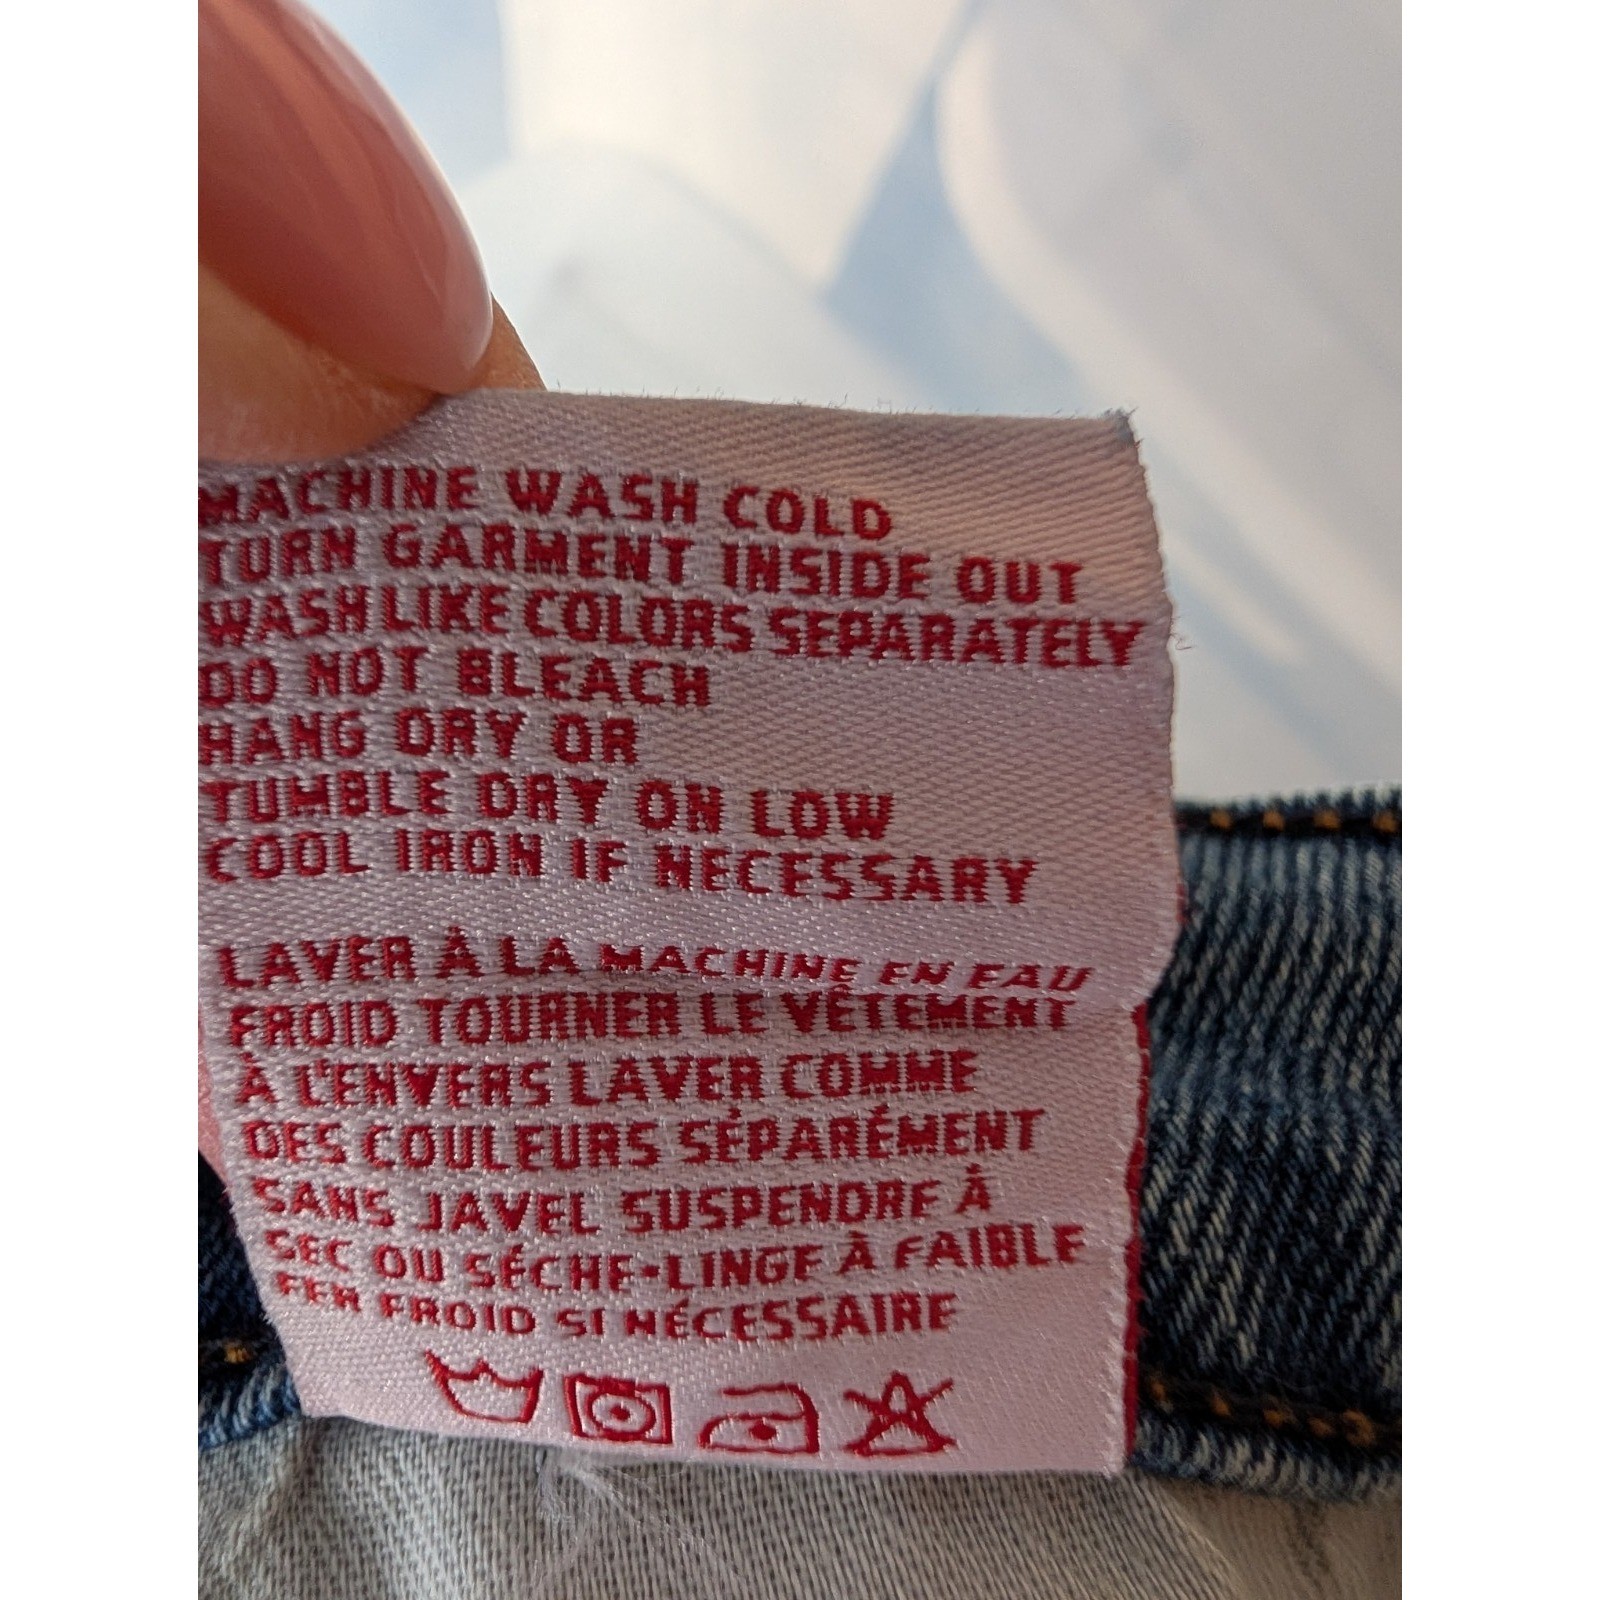 MACHINE WASH COLD
TURN GARMENT INSIDE OUT
WASH LIKE COLORS SEPARATELY
DO NOT BLEACH
HANG DRY OR
TUMBLE DRY ON LOW
COOL IRON IF NECESSARY
LAVER À LA MACHINE EN EAU
FROID TOURNER LE VÊTEMENT
À L'ENVERS LAVER COMME
DES COULEURS SÉPARÉMENT
SANS JAVEL SUSPENDRE À
SEC OU SÉCHE-LINGE À FAIBLE
FER FROID SI NÉCESSAIRE